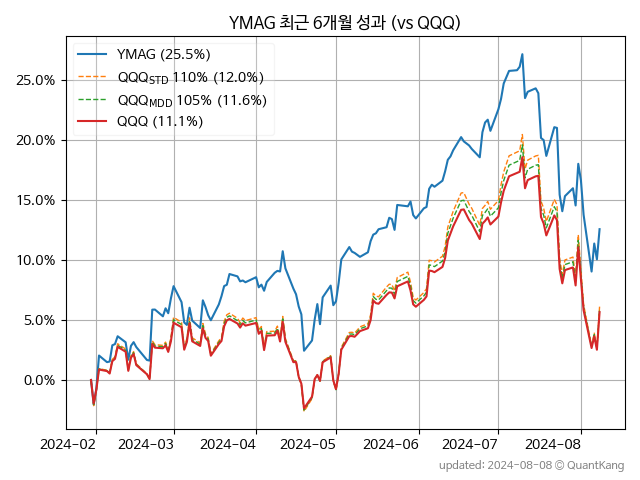 YMAG 최근 6개월 성과 (vs QQQ)
YMAG (25.5%)
QQQSTD 110% (12.0%)
QQQMDD 105% (11.6%)
QQQ (11.1%)
25.0%
20.0%
15.0%
10.0%
5.0%
0.0%
2024−02 2024−03 2024−04 2024−05 2024−06 2024−07 2024−08
updated: 2024-08-08 © QuantKang